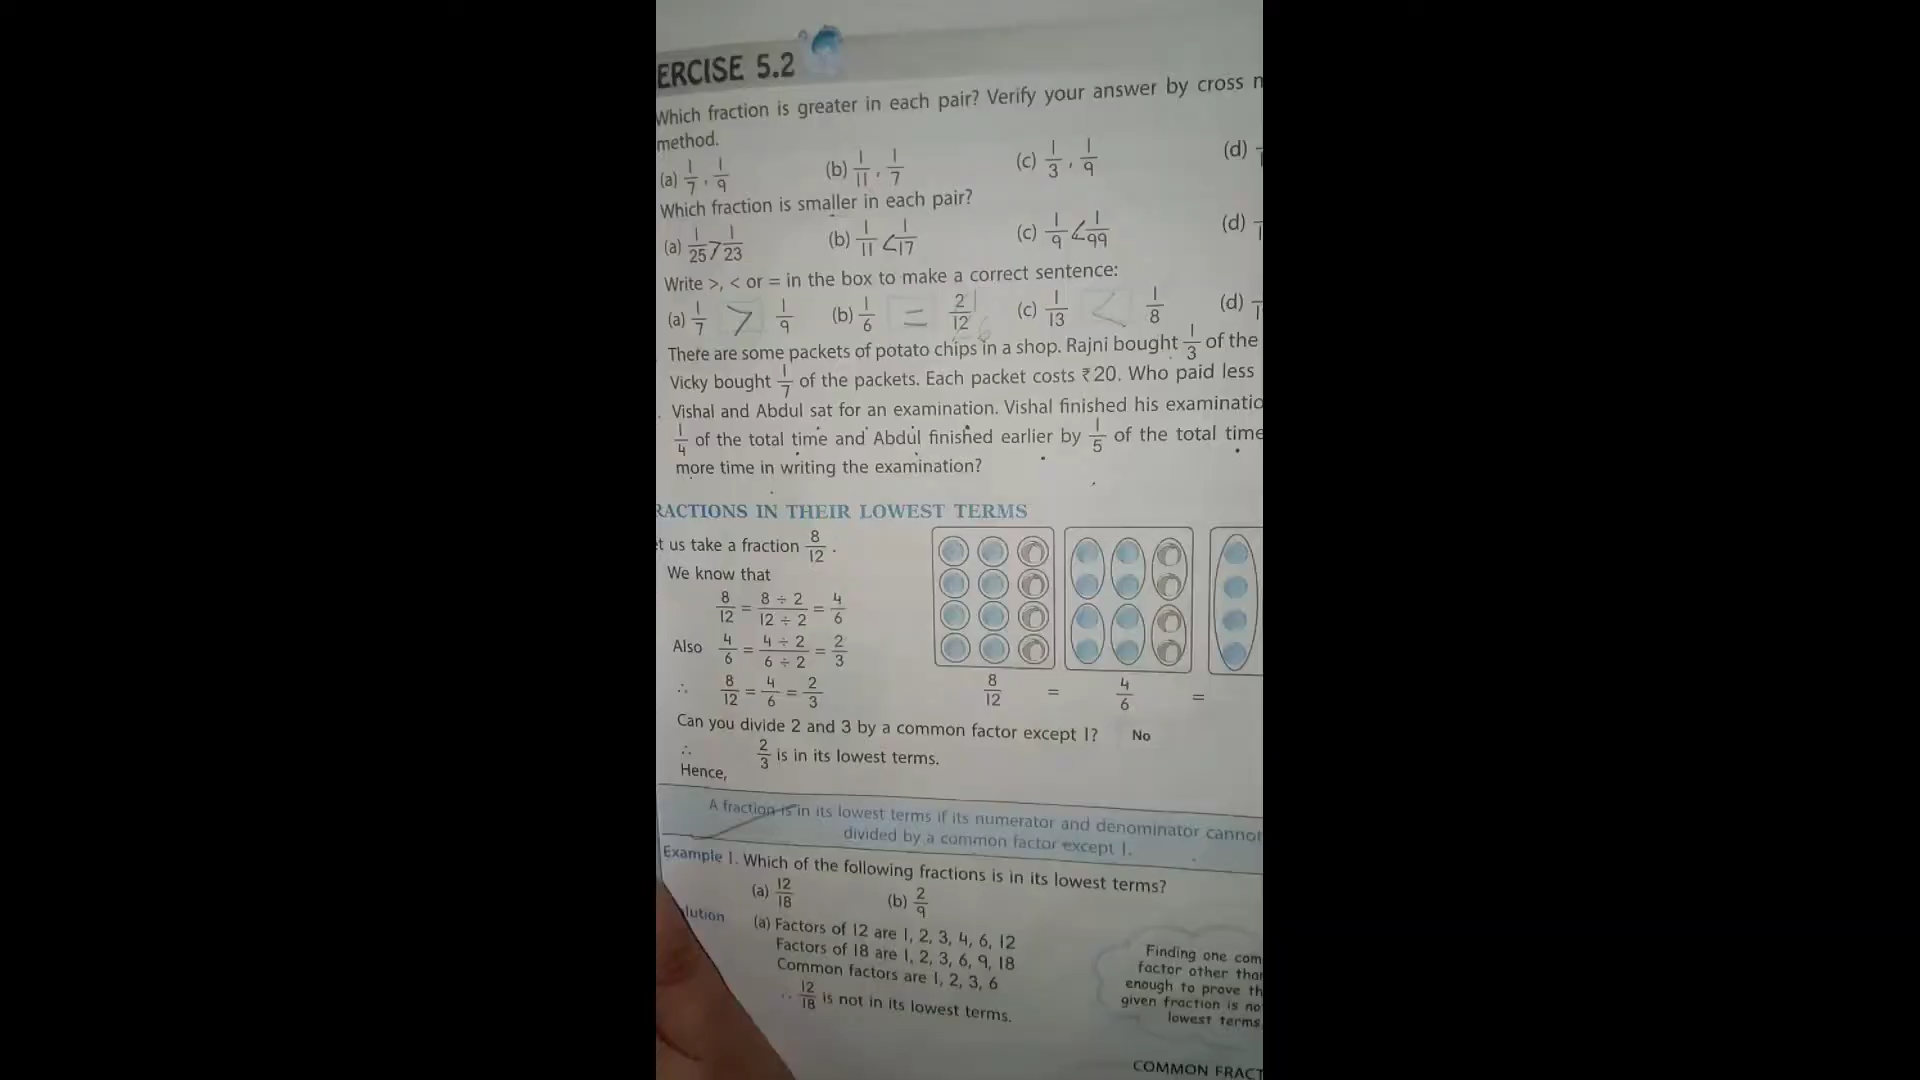 ERCISE 5.2
Which fraction is greater in each pair? Verify your answer by cross
method.
(a) 1/7 , 1/9 (b) 1/11 , 1/7 (c) 1/3 , 1/9 (d)
Which fraction is smaller in each pair?
(a) 1/25 > 1/23 (b) 1/11 < 1/17 (c) 1/9 < 1/99 (d)
Write >, < or = in the box to make a correct sentence:
(a) 1/7 > 1/9 (b) 1/6 = 2/12 (c) 1/13 < 1/8 (d)
There are some packets of potato chips in a shop. Rajni bought 1/3 of the
Vicky bought 1/7 of the packets. Each packet costs ₹20. Who paid less
Vishal and Abdul sat for an examination. Vishal finished his examinatio
1/4 of the total time and Abdul finished earlier by 1/5 of the total time
more time in writing the examination?
RACTIONS IN THEIR LOWEST TERMS
t us take a fraction 8/12 .
We know that
8/12 = 8 ÷ 2/12 ÷ 2 = 4/6
Also 4/6 = 4 ÷ 2/6 ÷ 2 = 2/3
∴ 8/12 = 4/6 = 2/3
8/12 = 4/6 =
Can you divide 2 and 3 by a common factor except 1? No
∴ 2/3 is in its lowest terms.
Hence,
A fraction is in its lowest terms if its numerator and denominator cannot
divided by a common factor except 1.
Example 1. Which of the following fractions is in its lowest terms?
(a) 12/18 (b) 2/9
lution (a) Factors of 12 are 1, 2, 3, 4, 6, 12
Factors of 18 are 1, 2, 3, 6, 9, 18
Common factors are 1, 2, 3, 6
∴ 12/18 is not in its lowest terms.
Finding one com
factor other tha
enough to prove th
given fraction is no
lowest terms
COMMON FRACT